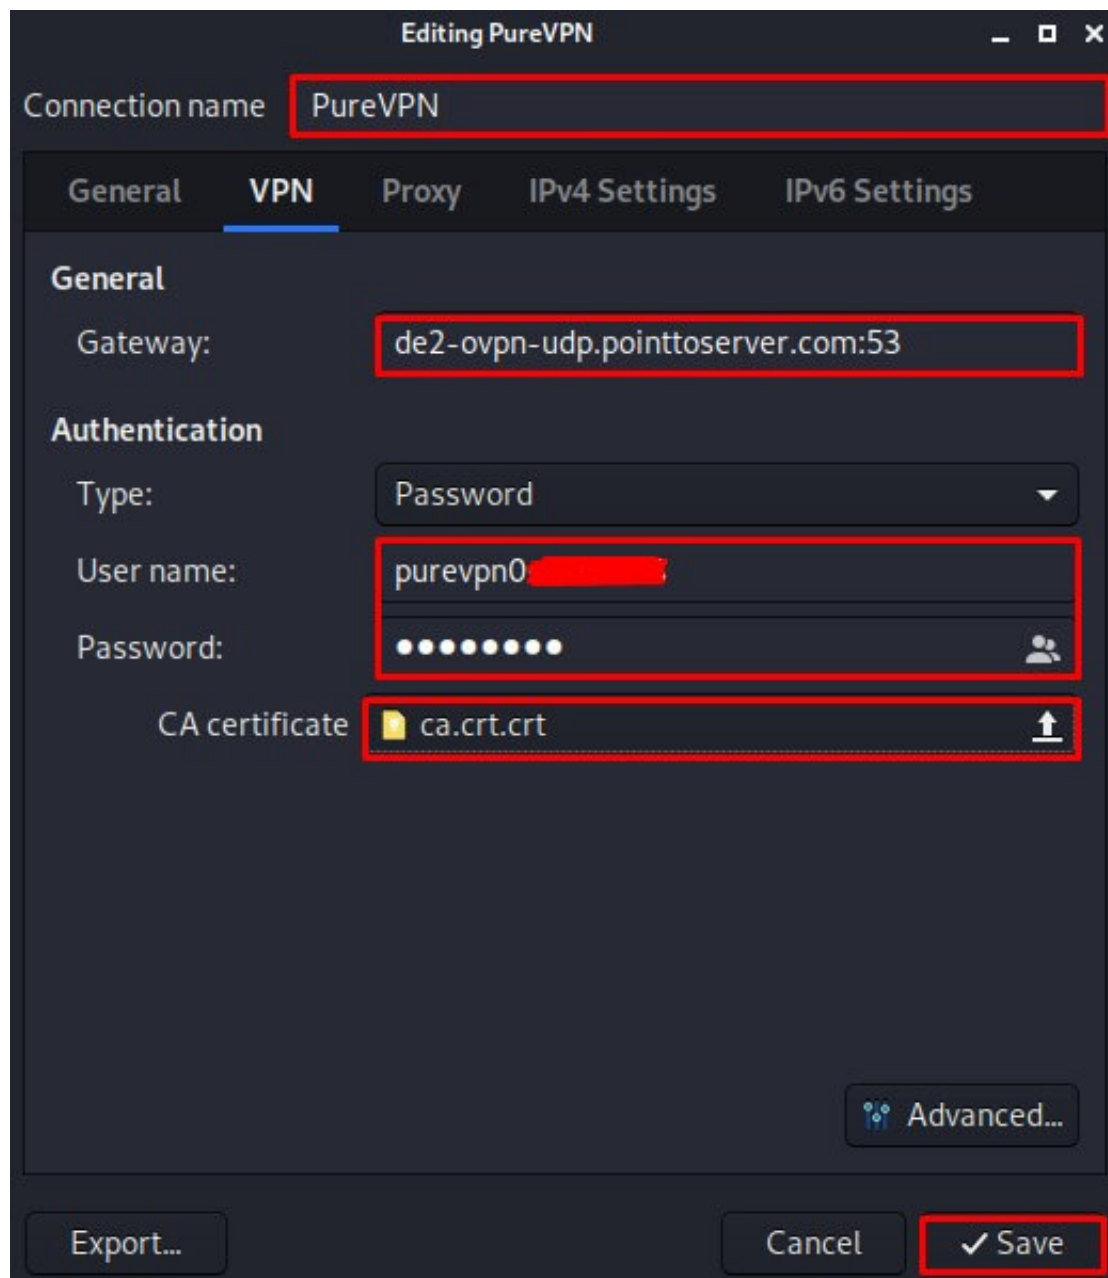 Editing PureVPN
Connection name PureVPN
General VPN Proxy IPv4 Settings IPv6 Settings
General
Gateway: de2-ovpn-udp.pointtoserver.com:53
Authentication
Type: Password
User name: purevpn0
Password: ••••••••
CA certificate ca.crt.crt
Advanced...
Export... Cancel Save